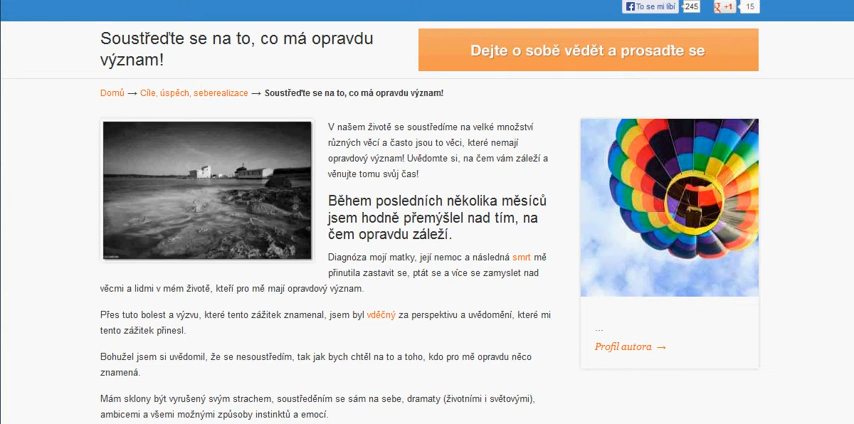 To se mi líbí 245 +1 15
Soustřeďte se na to, co má opravdu
význam!
Dejte o sobě vědět a prosaďte se
Domů → Cíle, úspěch, seberealizace → Soustřeďte se na to, co má opravdu význam!
V našem životě se soustředíme na velké množství
různých věcí a často jsou to věci, které nemají
opravdový význam! Uvědomte si, na čem vám záleží a
věnujte tomu svůj čas!
Během posledních několika měsíců
jsem hodně přemýšlel nad tím, na
čem opravdu záleží.
Diagnóza mojí matky, její nemoc a následná smrt mě
přinutila zastavit se, ptát se a více se zamyslet nad
věcmi a lidmi v mém životě, kteří pro mě mají opravdový význam.
Přes tuto bolest a výzvu, které tento zážitek znamenal, jsem byl vděčný za perspektivu a uvědomění, které mi
tento zážitek přinesl.
Bohužel jsem si uvědomil, že se nesoustředím, tak jak bych chtěl na to a toho, kdo pro mě opravdu něco
znamená.
Mám sklony být vyrušený svým strachem, soustředěním se sám na sebe, dramaty (životními i světovými),
ambicemi a všemi možnými způsoby instinktů a emocí.
...
Profil autora →